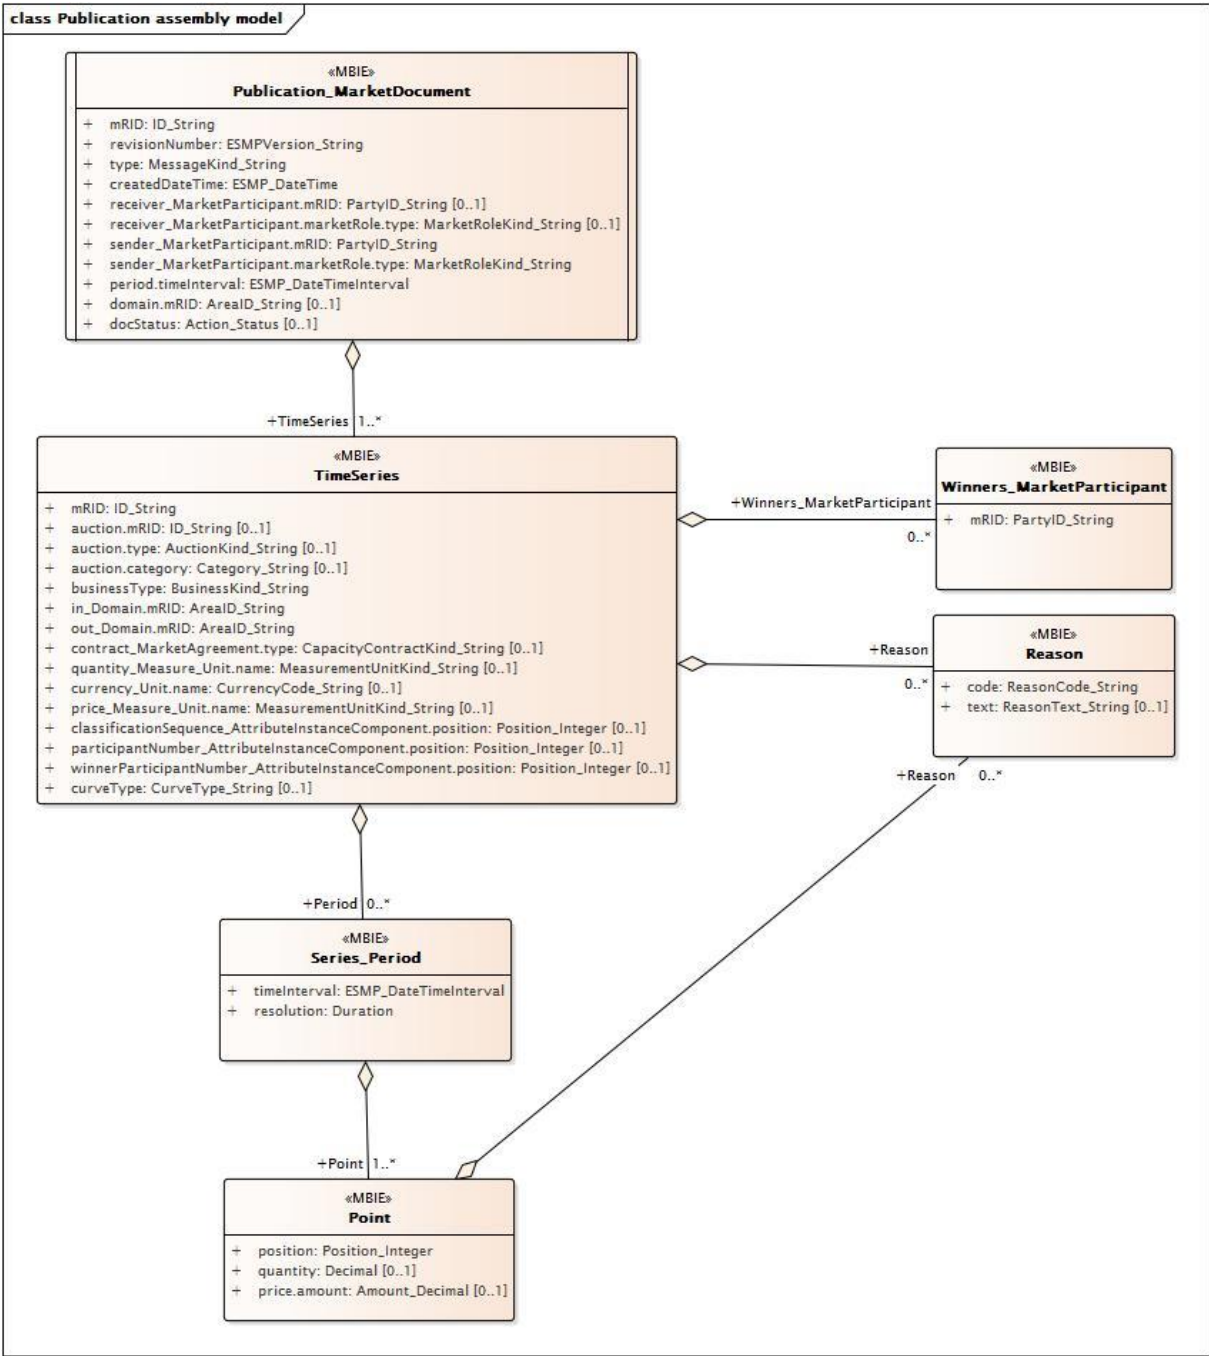 class Publication assembly model
«MBIE»
Publication_MarketDocument
+ mRID: ID_String
+ revisionNumber: ESMPVersion_String
+ type: MessageKind_String
+ createdDateTime: ESMP_DateTime
+ receiver_MarketParticipant.mRID: PartyID_String [0..1]
+ receiver_MarketParticipant.marketRole.type: MarketRoleKind_String [0..1]
+ sender_MarketParticipant.mRID: PartyID_String
+ sender_MarketParticipant.marketRole.type: MarketRoleKind_String
+ period.timeInterval: ESMP_DateTimeInterval
+ domain.mRID: AreaID_String [0..1]
+ docStatus: Action_Status [0..1]
+TimeSeries 1..*
«MBIE»
TimeSeries
+ mRID: ID_String
+ auction.mRID: ID_String [0..1]
+ auction.type: AuctionKind_String [0..1]
+ auction.category: Category_String [0..1]
+ businessType: BusinessKind_String
+ in_Domain.mRID: AreaID_String
+ out_Domain.mRID: AreaID_String
+ contract_MarketAgreement.type: CapacityContractKind_String [0..1]
+ quantity_Measure_Unit.name: MeasurementUnitKind_String [0..1]
+ currency_Unit.name: CurrencyCode_String [0..1]
+ price_Measure_Unit.name: MeasurementUnitKind_String [0..1]
+ classificationSequence_AttributeInstanceComponent.position: Position_Integer [0..1]
+ participantNumber_AttributeInstanceComponent.position: Position_Integer [0..1]
+ winnerParticipantNumber_AttributeInstanceComponent.position: Position_Integer [0..1]
+ curveType: CurveType_String [0..1]
+Winners_MarketParticipant
0..*
«MBIE»
Winners_MarketParticipant
+ mRID: PartyID_String
+Reason
0..*
«MBIE»
Reason
+ code: ReasonCode_String
+ text: ReasonText_String [0..1]
+Reason 0..*
+Period 0..*
«MBIE»
Series_Period
+ timeInterval: ESMP_DateTimeInterval
+ resolution: Duration
+Point 1..*
«MBIE»
Point
+ position: Position_Integer
+ quantity: Decimal [0..1]
+ price.amount: Amount_Decimal [0..1]